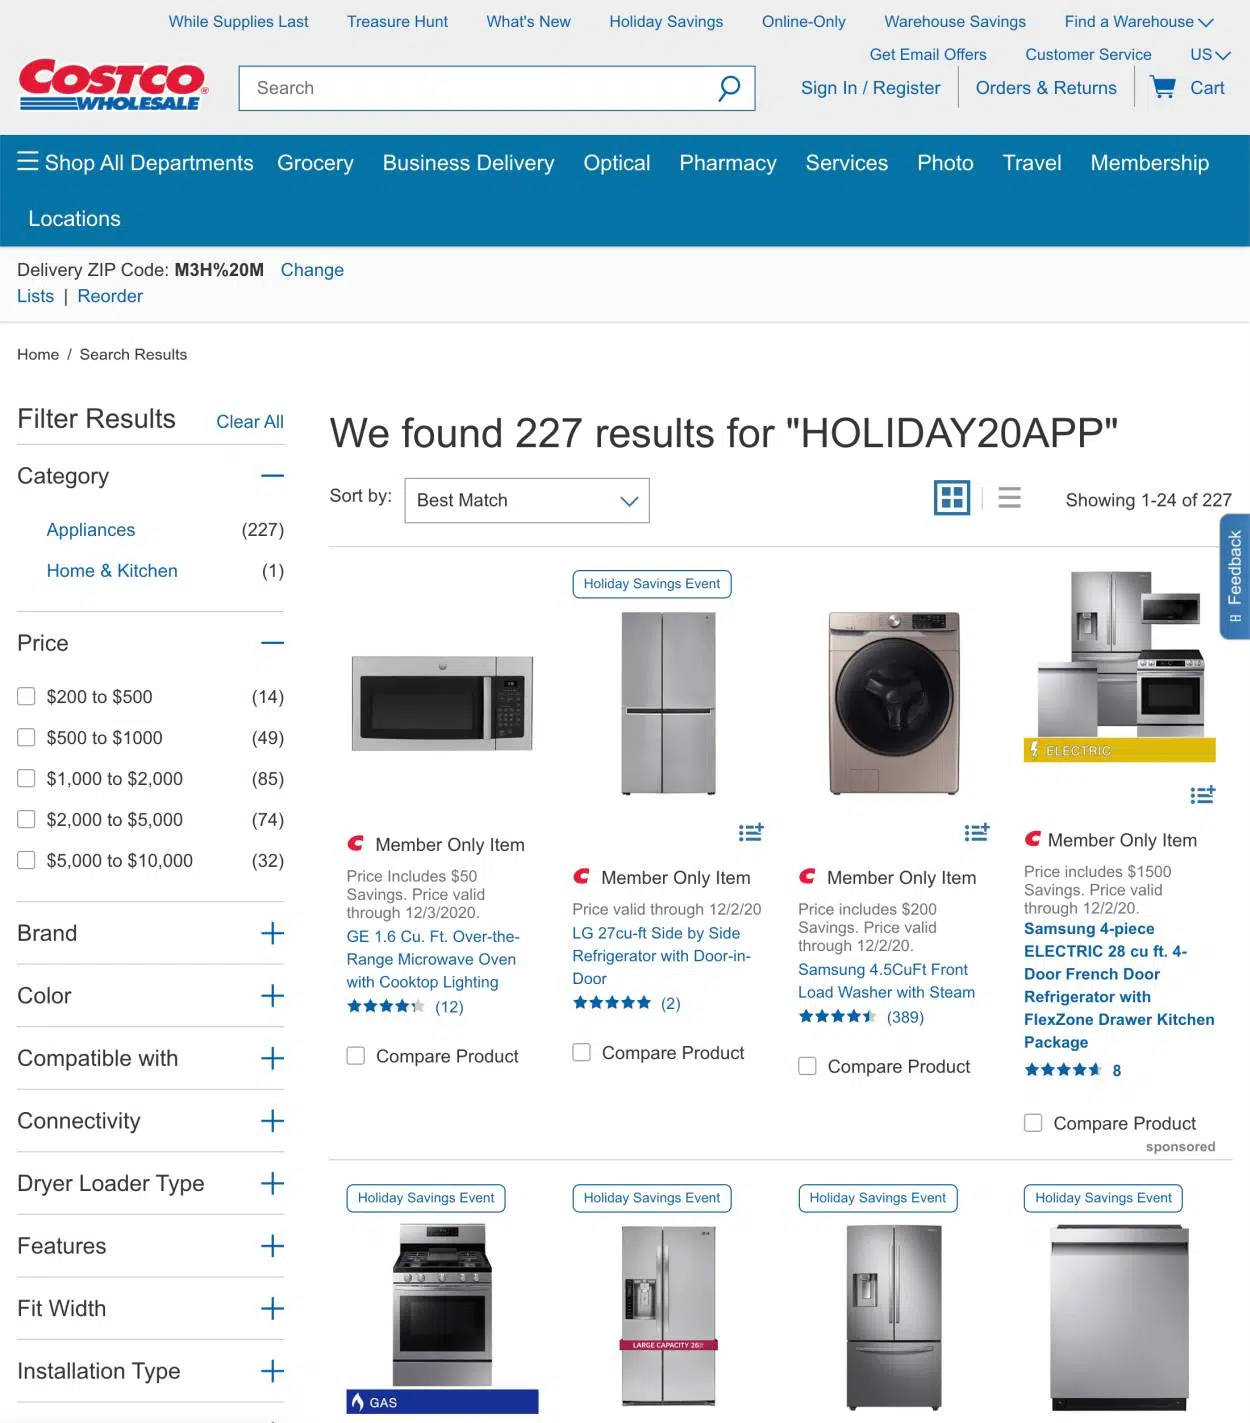 While Supplies Last Treasure Hunt What's New Holiday Savings Online-Only Warehouse Savings Find a Warehouse
Get Email Offers Customer Service US
COSTCO WHOLESALE
Search
Sign In / Register Orders & Returns Cart
Shop All Departments Grocery Business Delivery Optical Pharmacy Services Photo Travel Membership
Locations
Delivery ZIP Code: M3H%20M Change
Lists | Reorder
Home / Search Results
Filter Results Clear All
Category
Appliances (227)
Home & Kitchen (1)
Price
$200 to $500 (14)
$500 to $1000 (49)
$1,000 to $2,000 (85)
$2,000 to $5,000 (74)
$5,000 to $10,000 (32)
Brand
Color
Compatible with
Connectivity
Dryer Loader Type
Features
Fit Width
Installation Type
We found 227 results for "HOLIDAY20APP"
Sort by: Best Match
Showing 1-24 of 227
Feedback
Member Only Item
Price Includes $50
Savings. Price valid
through 12/3/2020.
GE 1.6 Cu. Ft. Over-the-
Range Microwave Oven
with Cooktop Lighting
(12)
Compare Product
Holiday Savings Event
Member Only Item
Price valid through 12/2/20
LG 27cu-ft Side by Side
Refrigerator with Door-in-
Door
(2)
Compare Product
Member Only Item
Price includes $200
Savings. Price valid
through 12/2/20.
Samsung 4.5CuFt Front
Load Washer with Steam
(389)
Compare Product
ELECTRIC
Member Only Item
Price includes $1500
Savings. Price valid
through 12/2/20.
Samsung 4-piece
ELECTRIC 28 cu ft. 4-
Door French Door
Refrigerator with
FlexZone Drawer Kitchen
Package
8
Compare Product
sponsored
Holiday Savings Event
GAS
Holiday Savings Event
LARGE CAPACITY 26
Holiday Savings Event
Holiday Savings Event